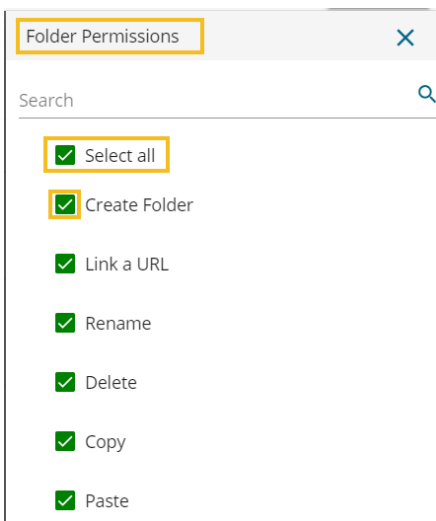 Folder Permissions
Search
Select all
Create Folder
Link a URL
Rename
Delete
Copy
Paste